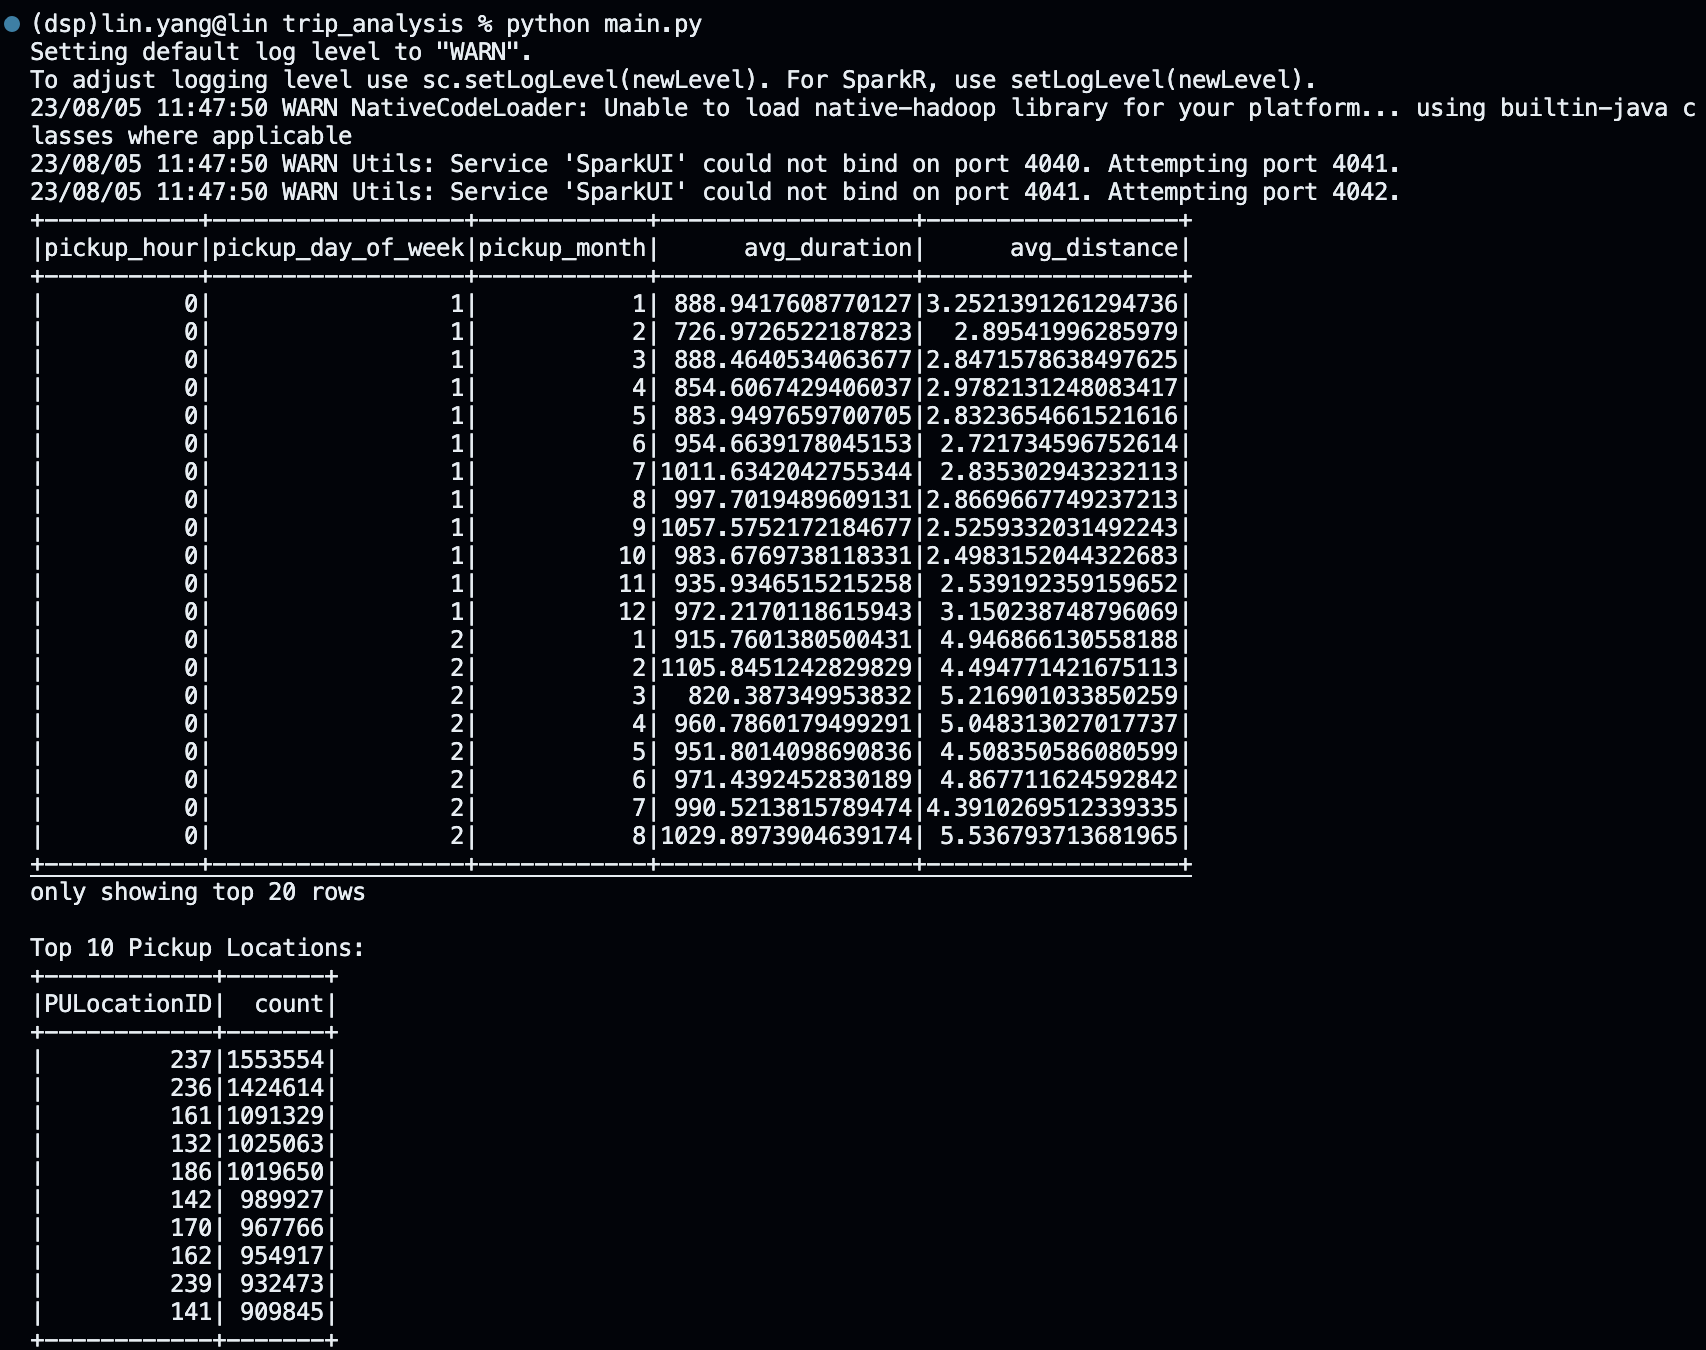 (dsp)lin.yang@lin trip_analysis % python main.py
Setting default log level to "WARN".
To adjust logging level use sc.setLogLevel(newLevel). For SparkR, use setLogLevel(newLevel).
23/08/05 11:47:50 WARN NativeCodeLoader: Unable to load native-hadoop library for your platform... using builtin-java c
lasses where applicable
23/08/05 11:47:50 WARN Utils: Service 'SparkUI' could not bind on port 4040. Attempting port 4041.
23/08/05 11:47:50 WARN Utils: Service 'SparkUI' could not bind on port 4041. Attempting port 4042.
+-----------+------------------+------------+------------------+------------------+
|pickup_hour|pickup_day_of_week|pickup_month|      avg_duration|      avg_distance|
+-----------+------------------+------------+------------------+------------------+
|          0|                 1|           1| 888.9417608770127|3.2521391261294736|
|          0|                 1|           2| 726.9726522187823|  2.89541996285979|
|          0|                 1|           3| 888.4640534063677|2.8471578638497625|
|          0|                 1|           4| 854.6067429406037|2.9782131248083417|
|          0|                 1|           5| 883.9497659700705|2.8323654661521616|
|          0|                 1|           6| 954.6639178045153| 2.721734596752614|
|          0|                 1|           7|1011.6342042755344| 2.835302943232113|
|          0|                 1|           8| 997.7019489609131|2.8669667749237213|
|          0|                 1|           9|1057.5752172184677|2.5259332031492243|
|          0|                 1|          10| 983.6769738118331|2.4983152044322683|
|          0|                 1|          11| 935.9346515215258| 2.539192359159652|
|          0|                 1|          12| 972.2170118615943| 3.150238748796069|
|          0|                 2|           1| 915.7601380500431| 4.946866130558188|
|          0|                 2|           2|1105.8451242829829| 4.494771421675113|
|          0|                 2|           3|  820.387349953832| 5.216901033850259|
|          0|                 2|           4| 960.7860179499291| 5.048313027017737|
|          0|                 2|           5| 951.8014098690836| 4.508350586080599|
|          0|                 2|           6| 971.4392452830189| 4.867711624592842|
|          0|                 2|           7| 990.5213815789474|4.3910269512339335|
|          0|                 2|           8|1029.8973904639174| 5.536793713681965|
+-----------+------------------+------------+------------------+------------------+
only showing top 20 rows
Top 10 Pickup Locations:
+------------+-------+
|PULocationID|  count|
+------------+-------+
|         237|1553554|
|         236|1424614|
|         161|1091329|
|         132|1025063|
|         186|1019650|
|         142| 989927|
|         170| 967766|
|         162| 954917|
|         239| 932473|
|         141| 909845|
+------------+-------+